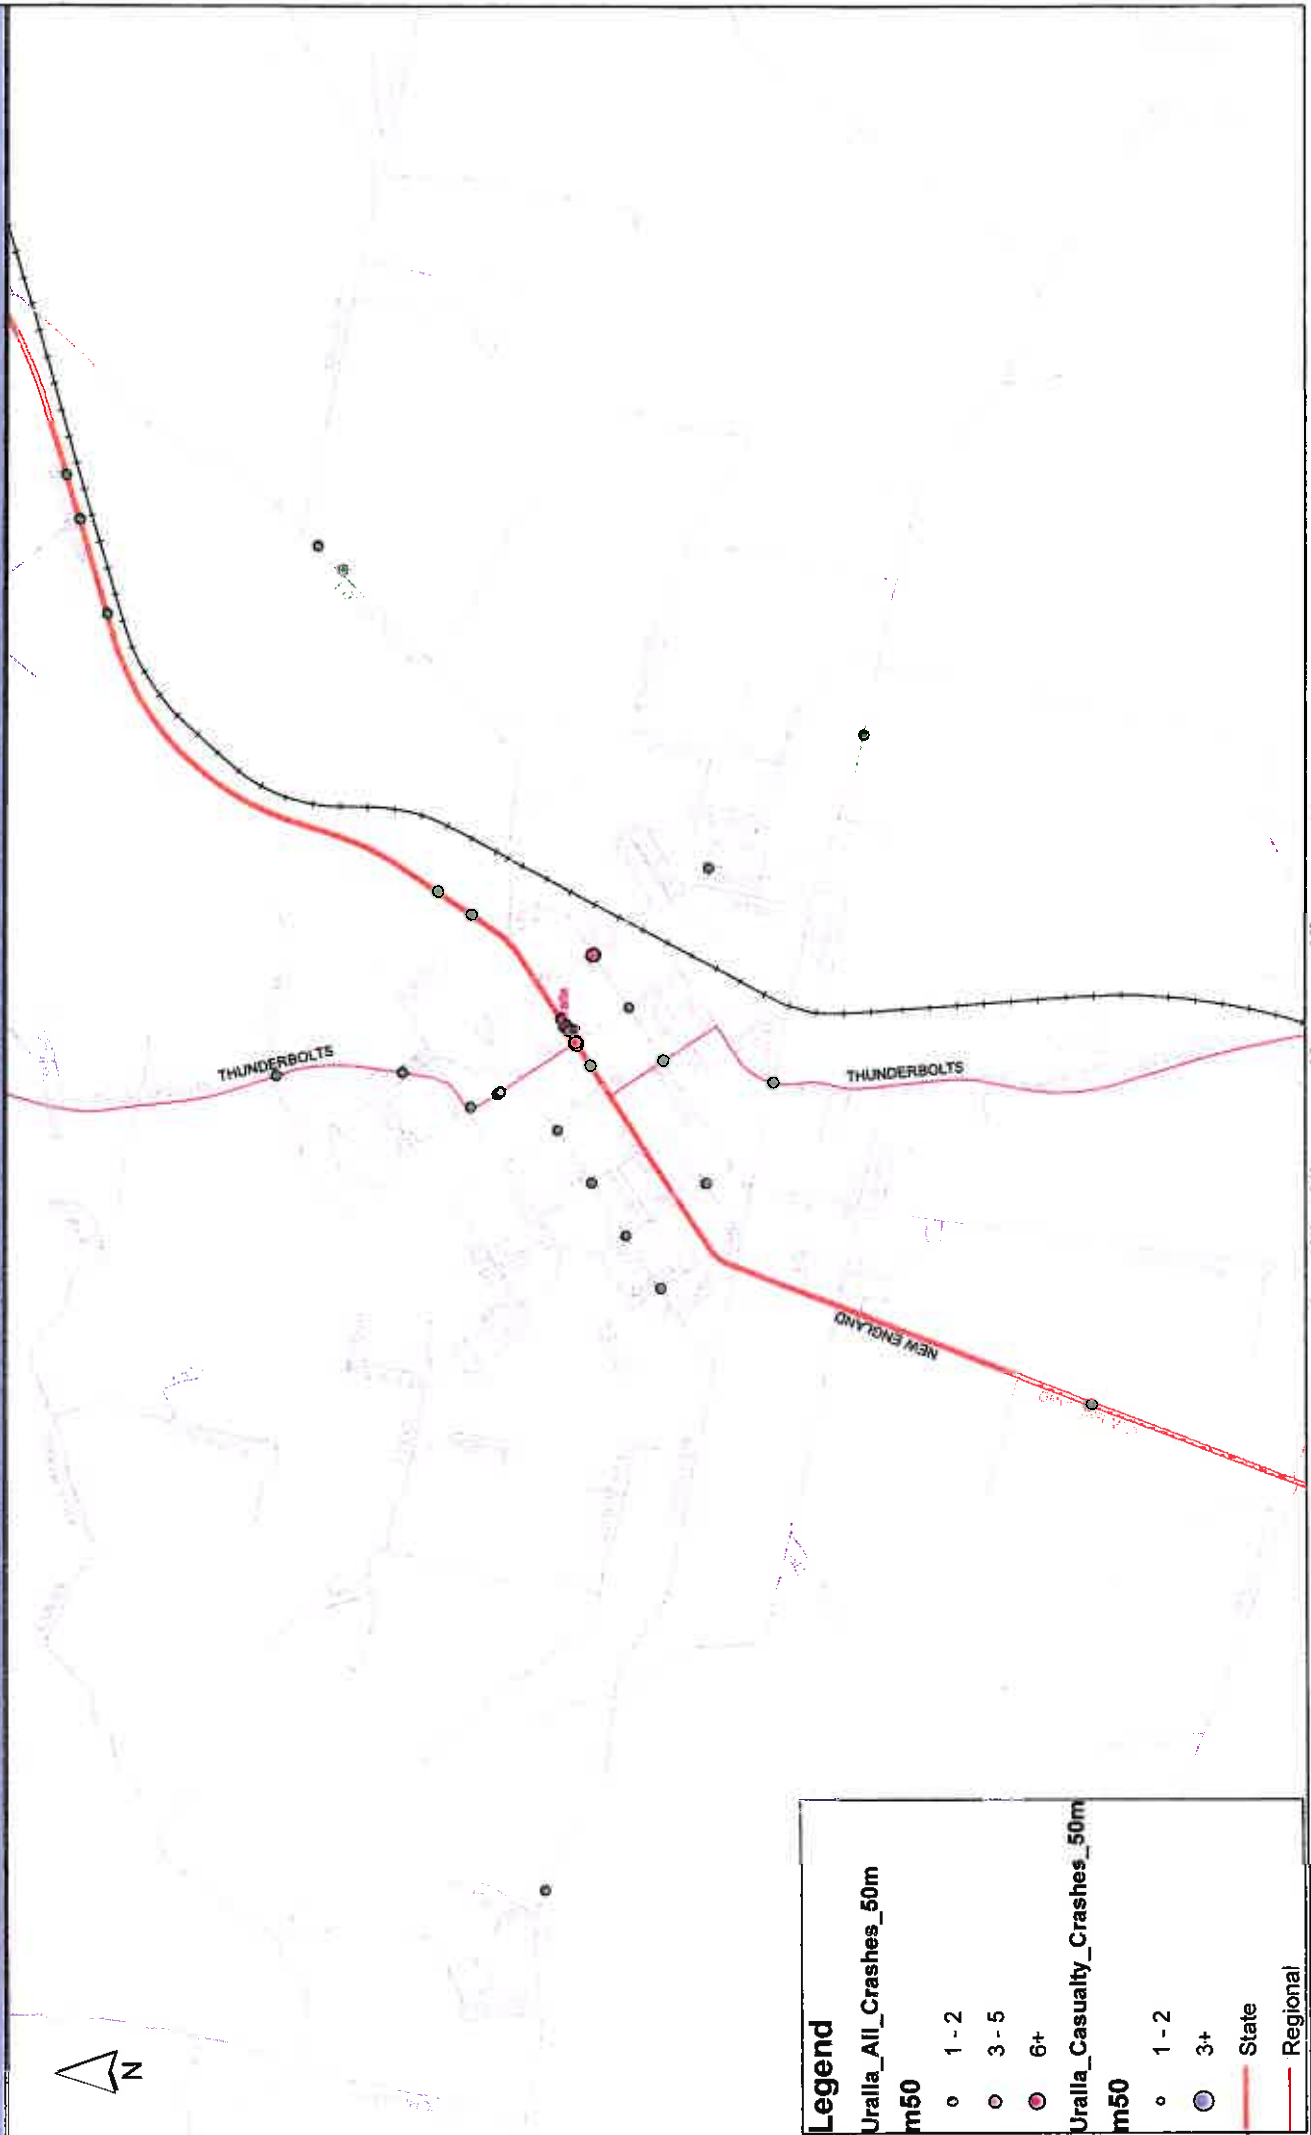 THUNDERBOLTS
THUNDERBOLTS
NEW ENGLAND
N
Legend
Uralla_All_Crashes_50m
m50
1 - 2
3 - 5
6+
Uralla_Casualty_Crashes_50m
m50
1 - 2
3+
State
Regional